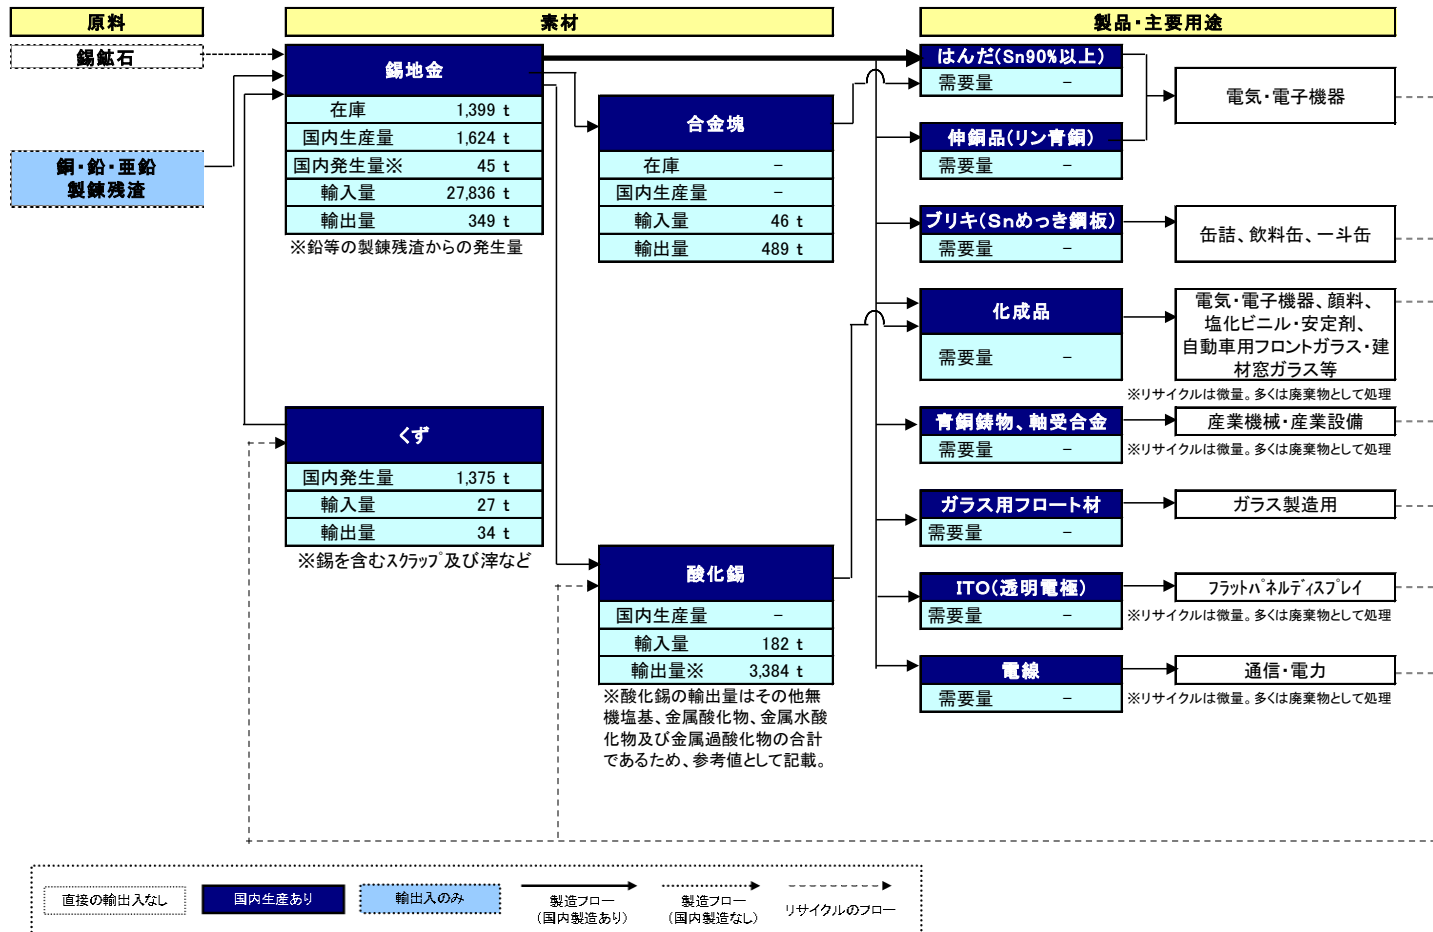 原料
素材
製品・主要用途
錫鉱石
銅・鉛・亜鉛
製錬残渣
錫地金
在庫 1,399 t
国内生産量 1,624 t
国内発生量※ 45 t
輸入量 27,836 t
輸出量 349 t
※鉛等の製錬残渣からの発生量
くず
国内発生量 1,375 t
輸入量 27 t
輸出量 34 t
※錫を含むスクラップ及び滓など
合金塊
在庫 −
国内生産量 −
輸入量 46 t
輸出量 489 t
酸化錫
国内生産量 −
輸入量 182 t
輸出量※ 3,384 t
※酸化錫の輸出量はその他無
機塩基、金属酸化物、金属水酸
化物及び金属過酸化物の合計
であるため、参考値として記載。
はんだ(Sn90%以上)
需要量 −
伸銅品(リン青銅)
需要量 −
電気・電子機器
ブリキ(Snめっき鋼板)
需要量 −
缶詰、飲料缶、一斗缶
化成品
需要量 −
電気・電子機器、顔料、
塩化ビニル・安定剤、
自動車用フロントガラス・建
材窓ガラス等
※リサイクルは微量。多くは廃棄物として処理
青銅鋳物、軸受合金
需要量 −
産業機械・産業設備
※リサイクルは微量。多くは廃棄物として処理
ガラス用フロート材
需要量 −
ガラス製造用
ITO(透明電極)
需要量 −
フラットパネルディスプレイ
※リサイクルは微量。多くは廃棄物として処理
電線
需要量 −
通信・電力
※リサイクルは微量。多くは廃棄物として処理
直接の輸出入なし
国内生産あり
輸出入のみ
製造フロー
(国内製造あり)
製造フロー
(国内製造なし)
リサイクルのフロー